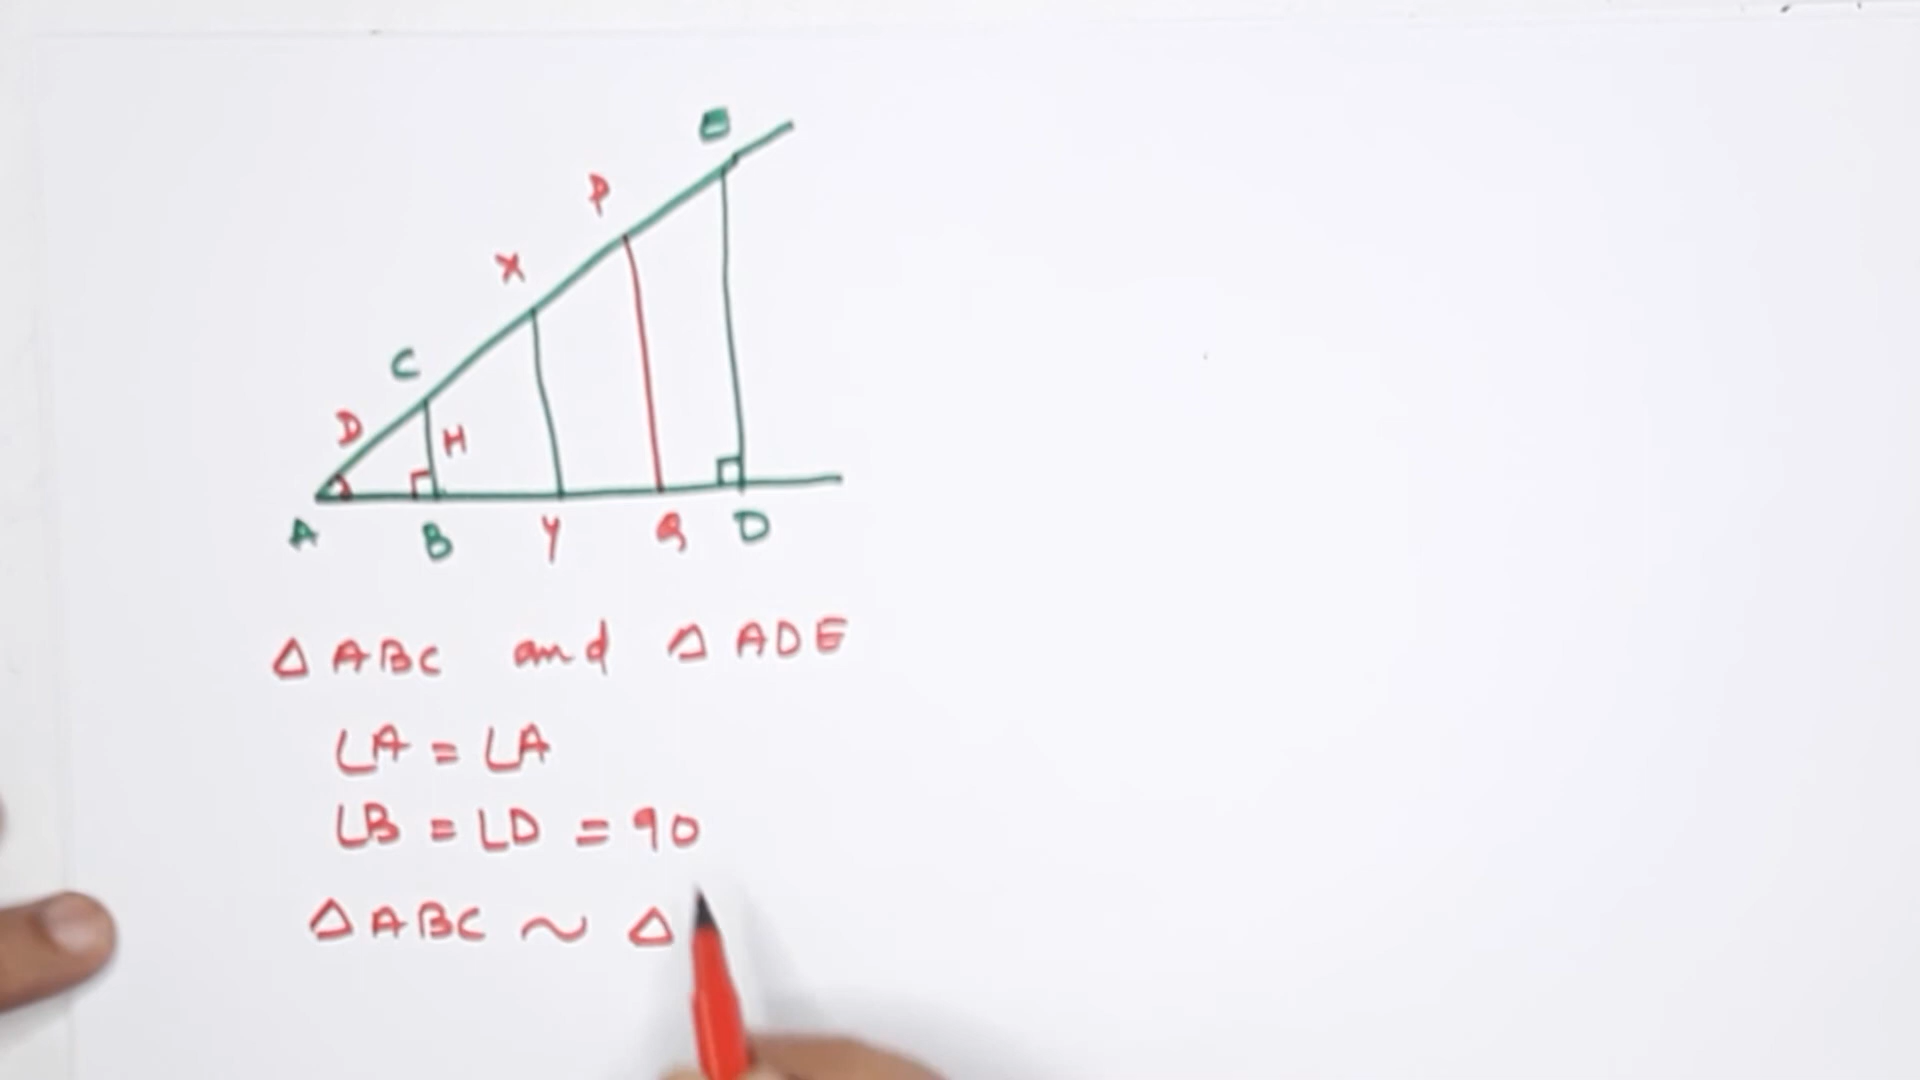 E
P
X
C
D
H
A B Y Q D
△ ABC and △ ADE
∠A = ∠A
∠B = ∠D = 90
△ ABC ~ △